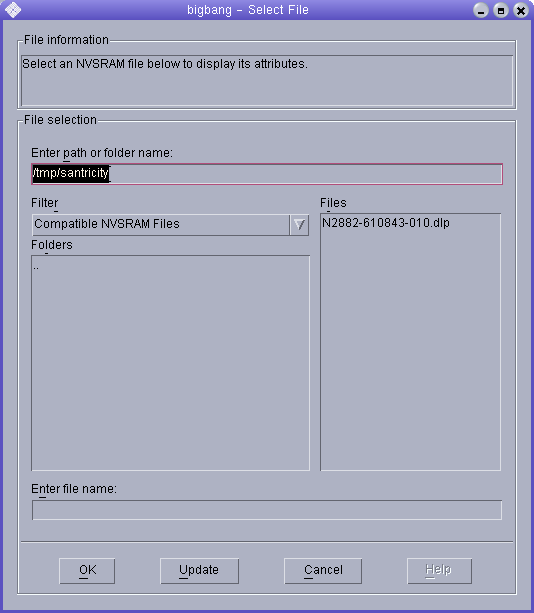 bigbang – Select File
File information
Select an NVSRAM file below to display its attributes.
File selection
Enter path or folder name:
/tmp/santricity
Filter
Files
Compatible NVSRAM Files
N2882-610843-010.dlp
Folders
..
Enter file name:
OK
Update
Cancel
Help